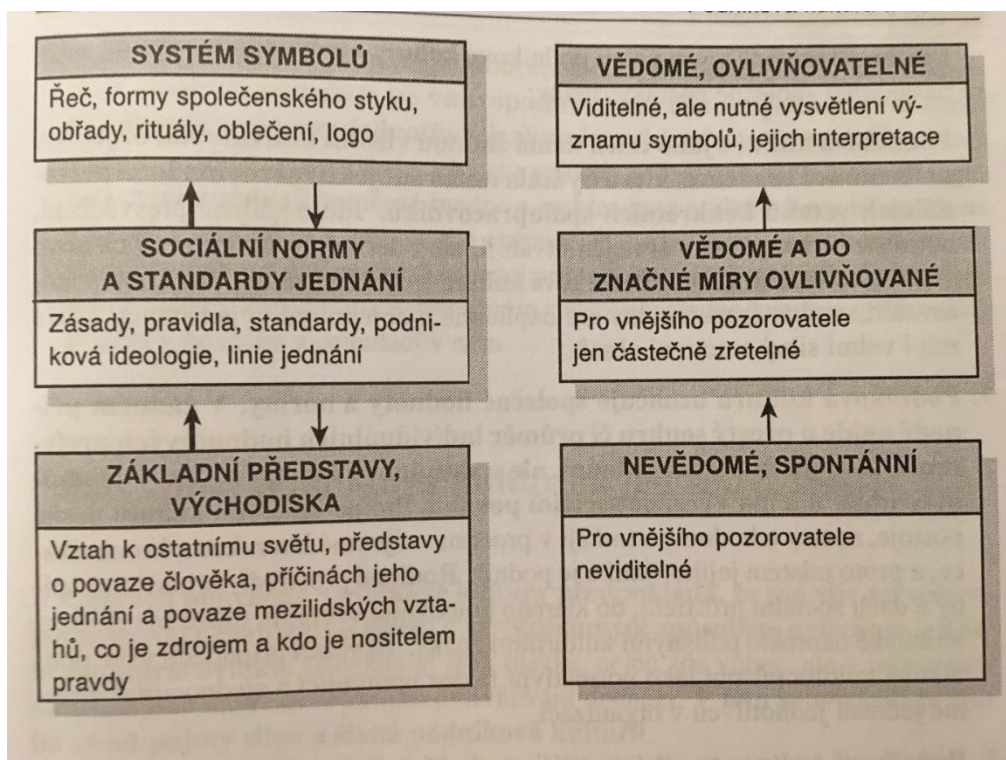 SYSTÉM SYMBOLŮ
Řeč, formy společenského styku,
obřady, rituály, oblečení, logo
VĚDOMÉ, OVLIVŇOVATELNÉ
Viditelné, ale nutné vysvětlení vý-
znamu symbolů, jejich interpretace
SOCIÁLNÍ NORMY
A STANDARDY JEDNÁNÍ
Zásady, pravidla, standardy, podni-
ková ideologie, linie jednání
VĚDOMÉ A DO
ZNAČNÉ MÍRY OVLIVŇOVANÉ
Pro vnějšího pozorovatele
jen částečně zřetelné
ZÁKLADNÍ PŘEDSTAVY,
VÝCHODISKA
Vztah k ostatnímu světu, představy
o povaze člověka, příčinách jeho
jednání a povaze mezilidských vzta-
hů, co je zdrojem a kdo je nositelem
pravdy
NEVĚDOMÉ, SPONTÁNNÍ
Pro vnějšího pozorovatele
neviditelné